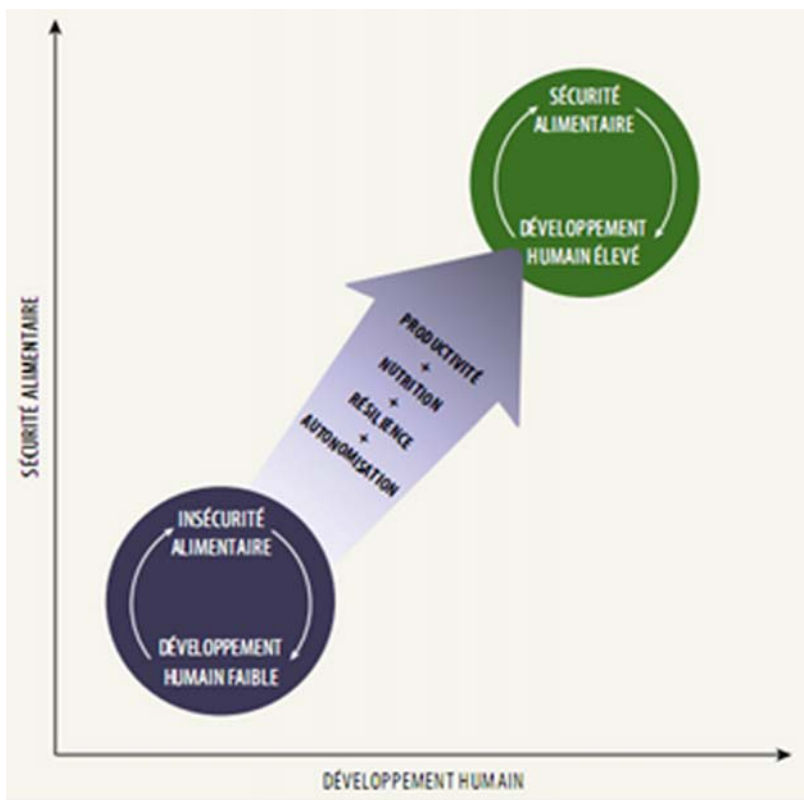 SÉCURITÉ
ALIMENTAIRE
DÉVELOPPEMENT
HUMAIN ÉLEVÉ
PRODUCTIVITÉ
+
NUTRITION
+
RÉSILIENCE
+
AUTONOMISATION
INSÉCURITÉ
ALIMENTAIRE
DÉVELOPPEMENT
HUMAIN FAIBLE
SÉCURITÉ ALIMENTAIRE
DÉVELOPPEMENT HUMAIN